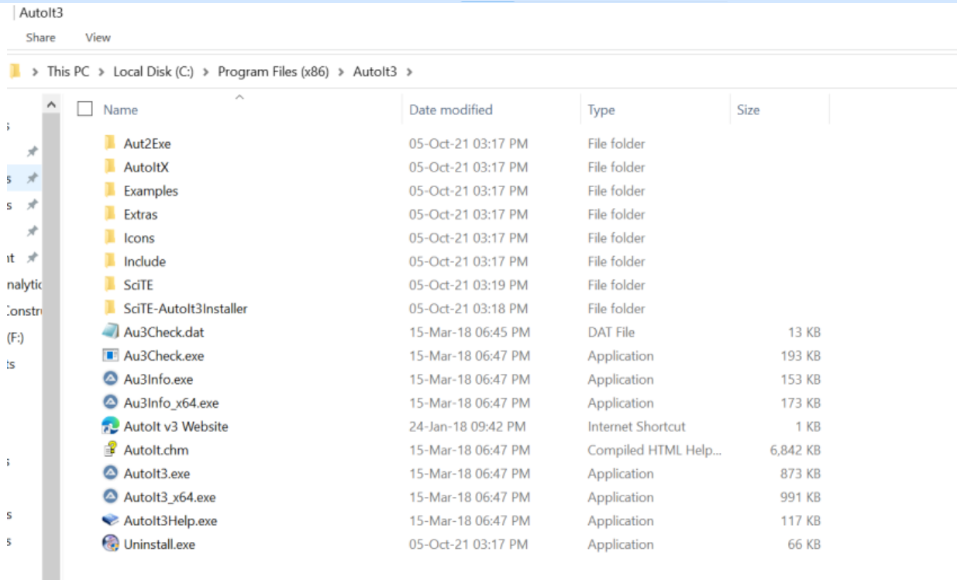 AutoIt3
Share View
This PC > Local Disk (C:) > Program Files (x86) > AutoIt3 >
Name Date modified Type Size
Aut2Exe 05-Oct-21 03:17 PM File folder
AutoItX 05-Oct-21 03:17 PM File folder
Examples 05-Oct-21 03:17 PM File folder
Extras 05-Oct-21 03:17 PM File folder
Icons 05-Oct-21 03:17 PM File folder
nt Include 05-Oct-21 03:17 PM File folder
nalytic SciTE 05-Oct-21 03:19 PM File folder
Constru SciTE-AutoIt3Installer 05-Oct-21 03:18 PM File folder
(F:) Au3Check.dat 15-Mar-18 06:45 PM DAT File 13 KB
ts Au3Check.exe 15-Mar-18 06:47 PM Application 193 KB
Au3Info.exe 15-Mar-18 06:47 PM Application 153 KB
Au3Info_x64.exe 15-Mar-18 06:47 PM Application 173 KB
AutoIt v3 Website 24-Jan-18 09:42 PM Internet Shortcut 1 KB
AutoIt.chm 15-Mar-18 06:47 PM Compiled HTML Help... 6,842 KB
AutoIt3.exe 15-Mar-18 06:47 PM Application 873 KB
AutoIt3_x64.exe 15-Mar-18 06:47 PM Application 991 KB
AutoIt3Help.exe 15-Mar-18 06:47 PM Application 117 KB
Uninstall.exe 05-Oct-21 03:17 PM Application 66 KB